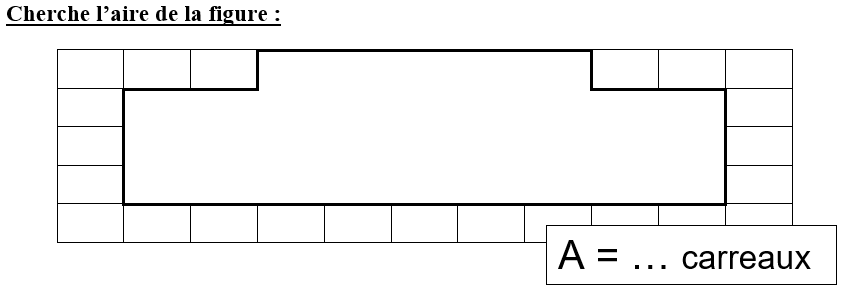 Cherche l’aire de la figure :
A = … carreaux